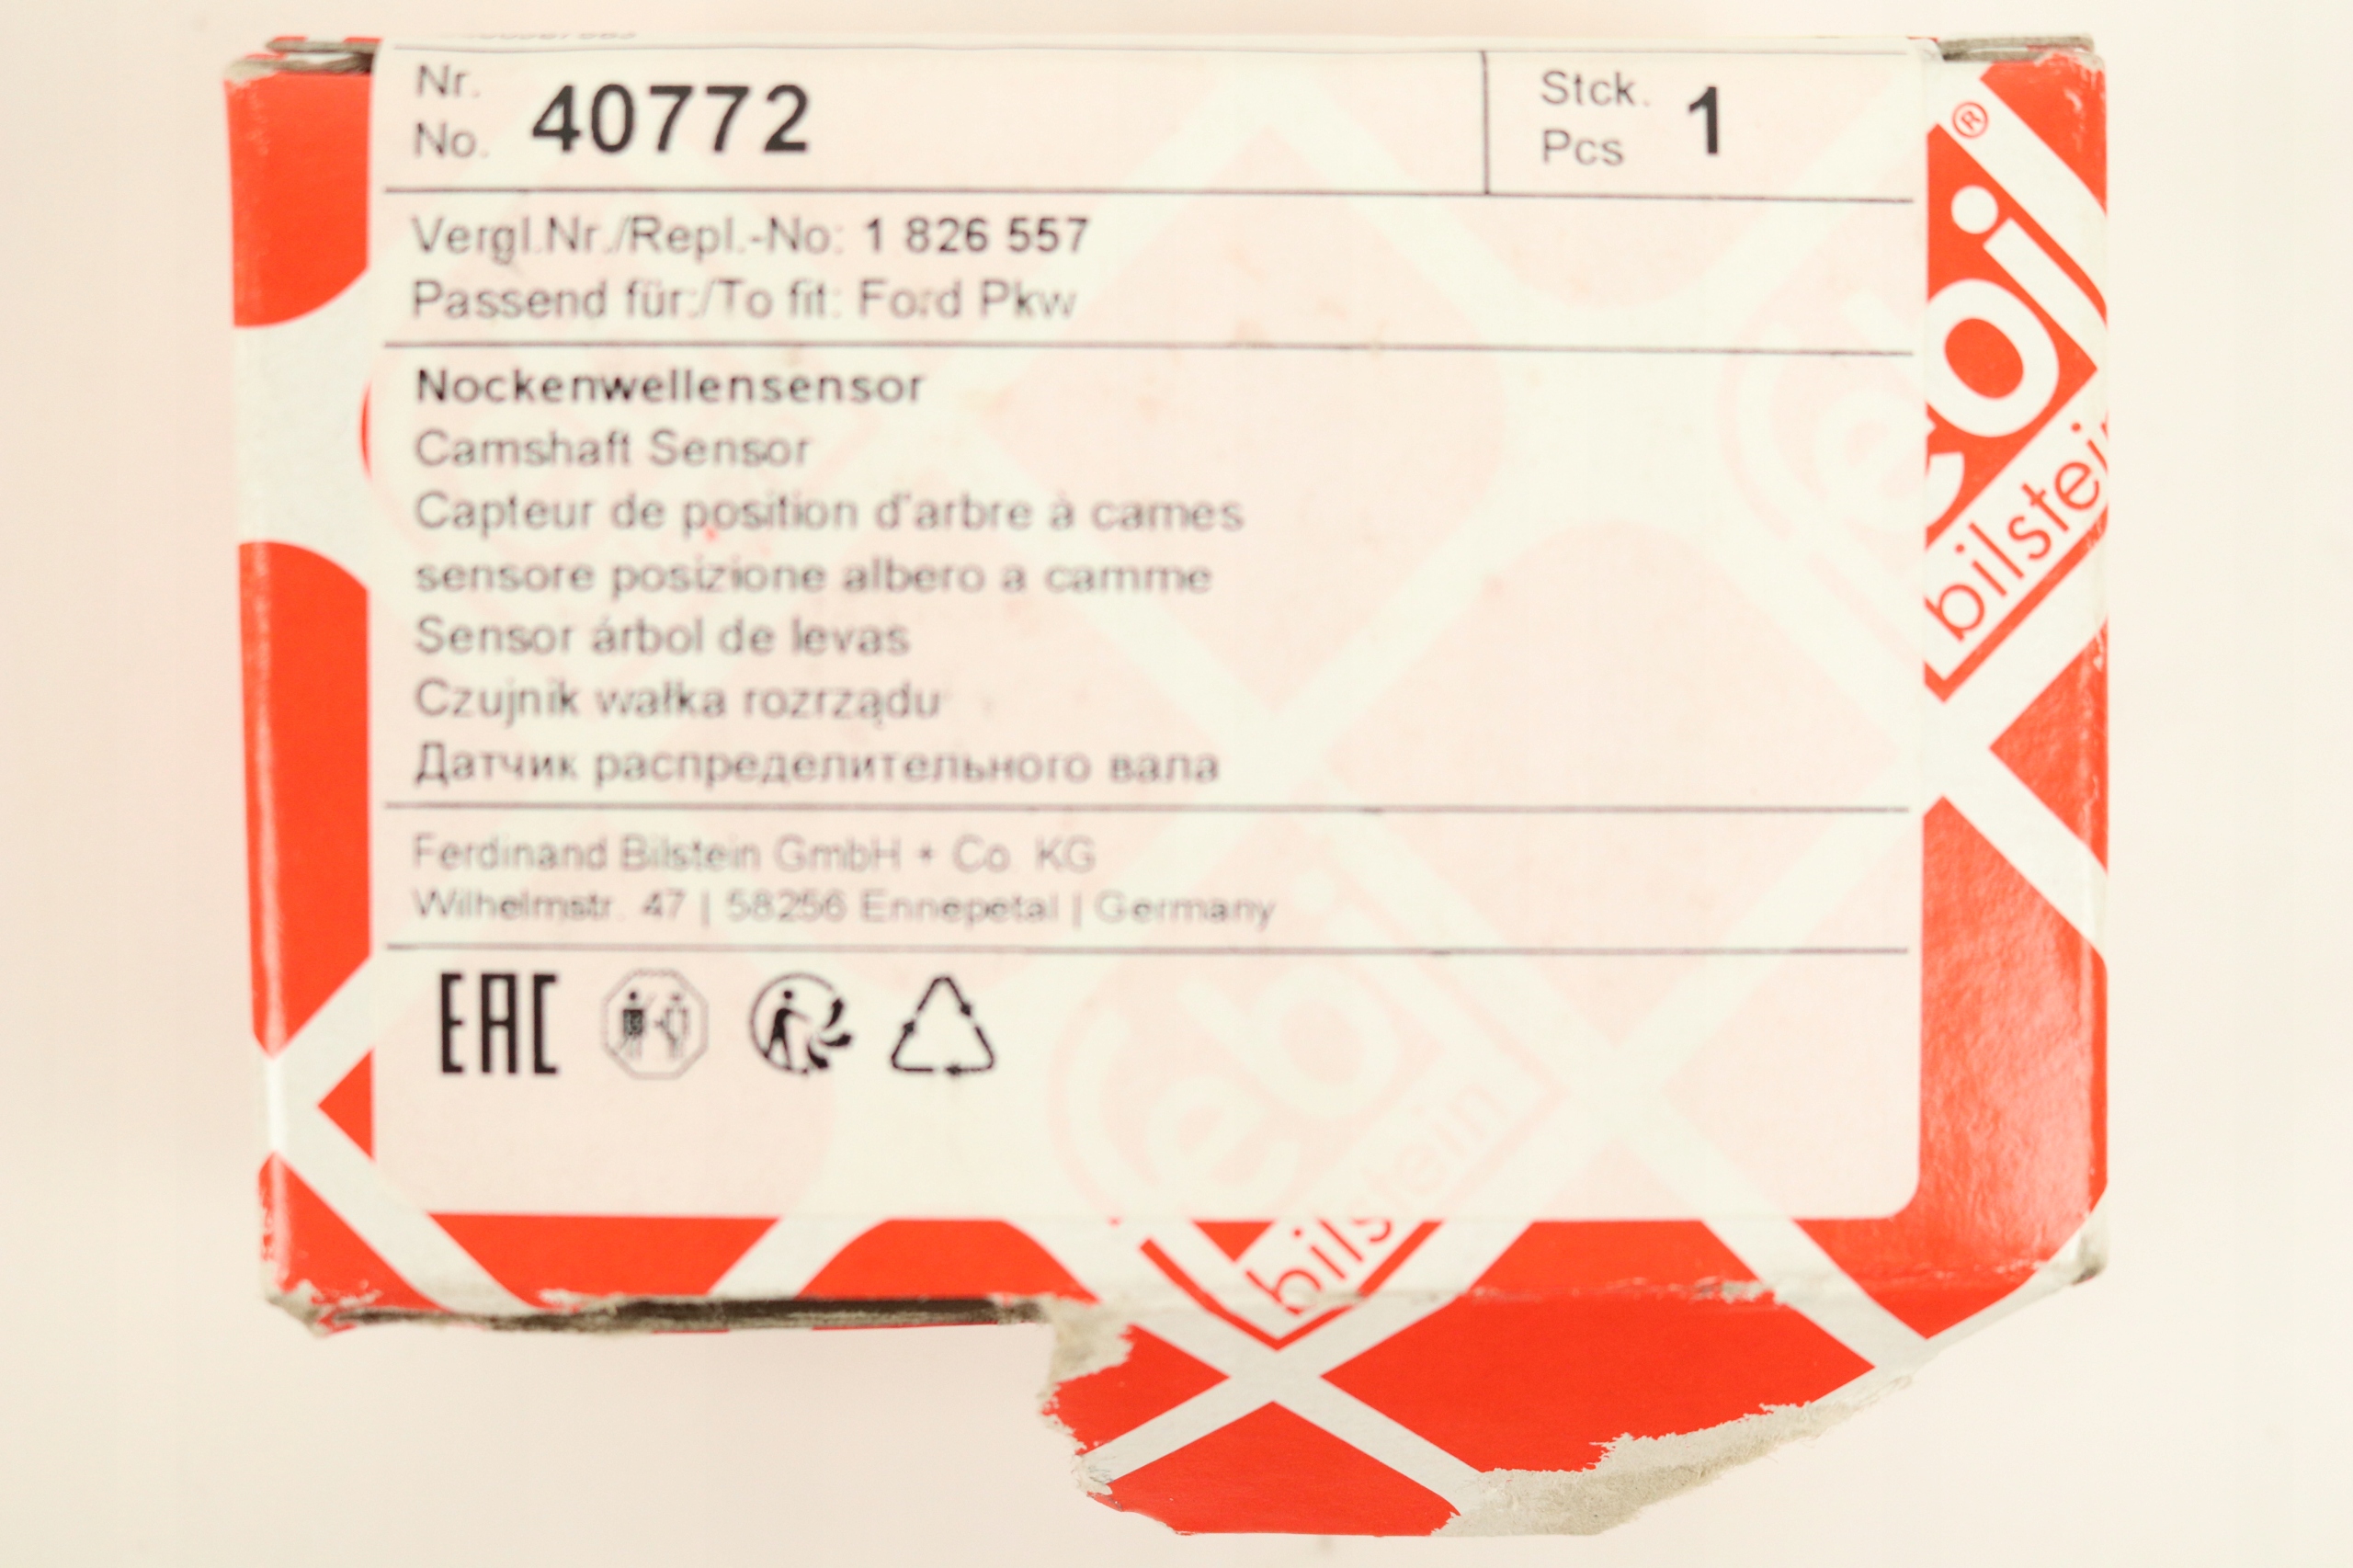 Nr.
No.
40772
Stck.
Pcs
1
Vergl.Nr./Repl.-No: 1 826 557
Passend für:/To fit: Ford Pkw
Nockenwellensensor
Camshaft Sensor
Capteur de position d'arbre à cames
sensore posizione albero a camme
Sensor árbol de levas
Czujnik wałka rozrządu
Датчик распределительного вала
Ferdinand Bilstein GmbH + Co. KG
Wilhelmstr. 47 | 58256 Ennepetal | Germany
EAC
febi
bilstein
®
ebi
bilstein